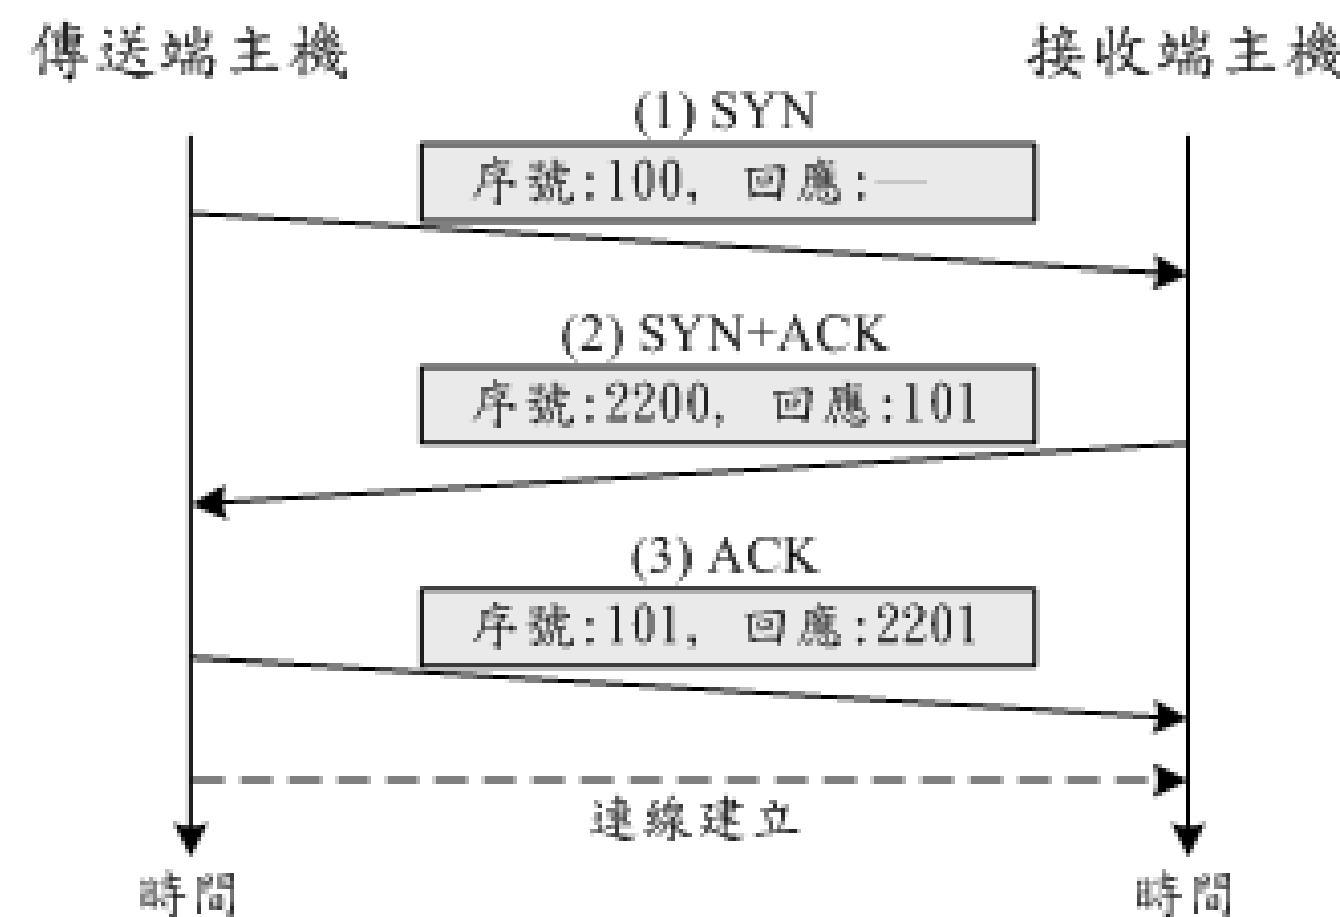 傳送端主機
接收端主機
(1) SYN
序號:100, 回應:—
(2) SYN+ACK
序號:2200, 回應:101
(3) ACK
序號:101, 回應:2201
連線建立
時間
時間